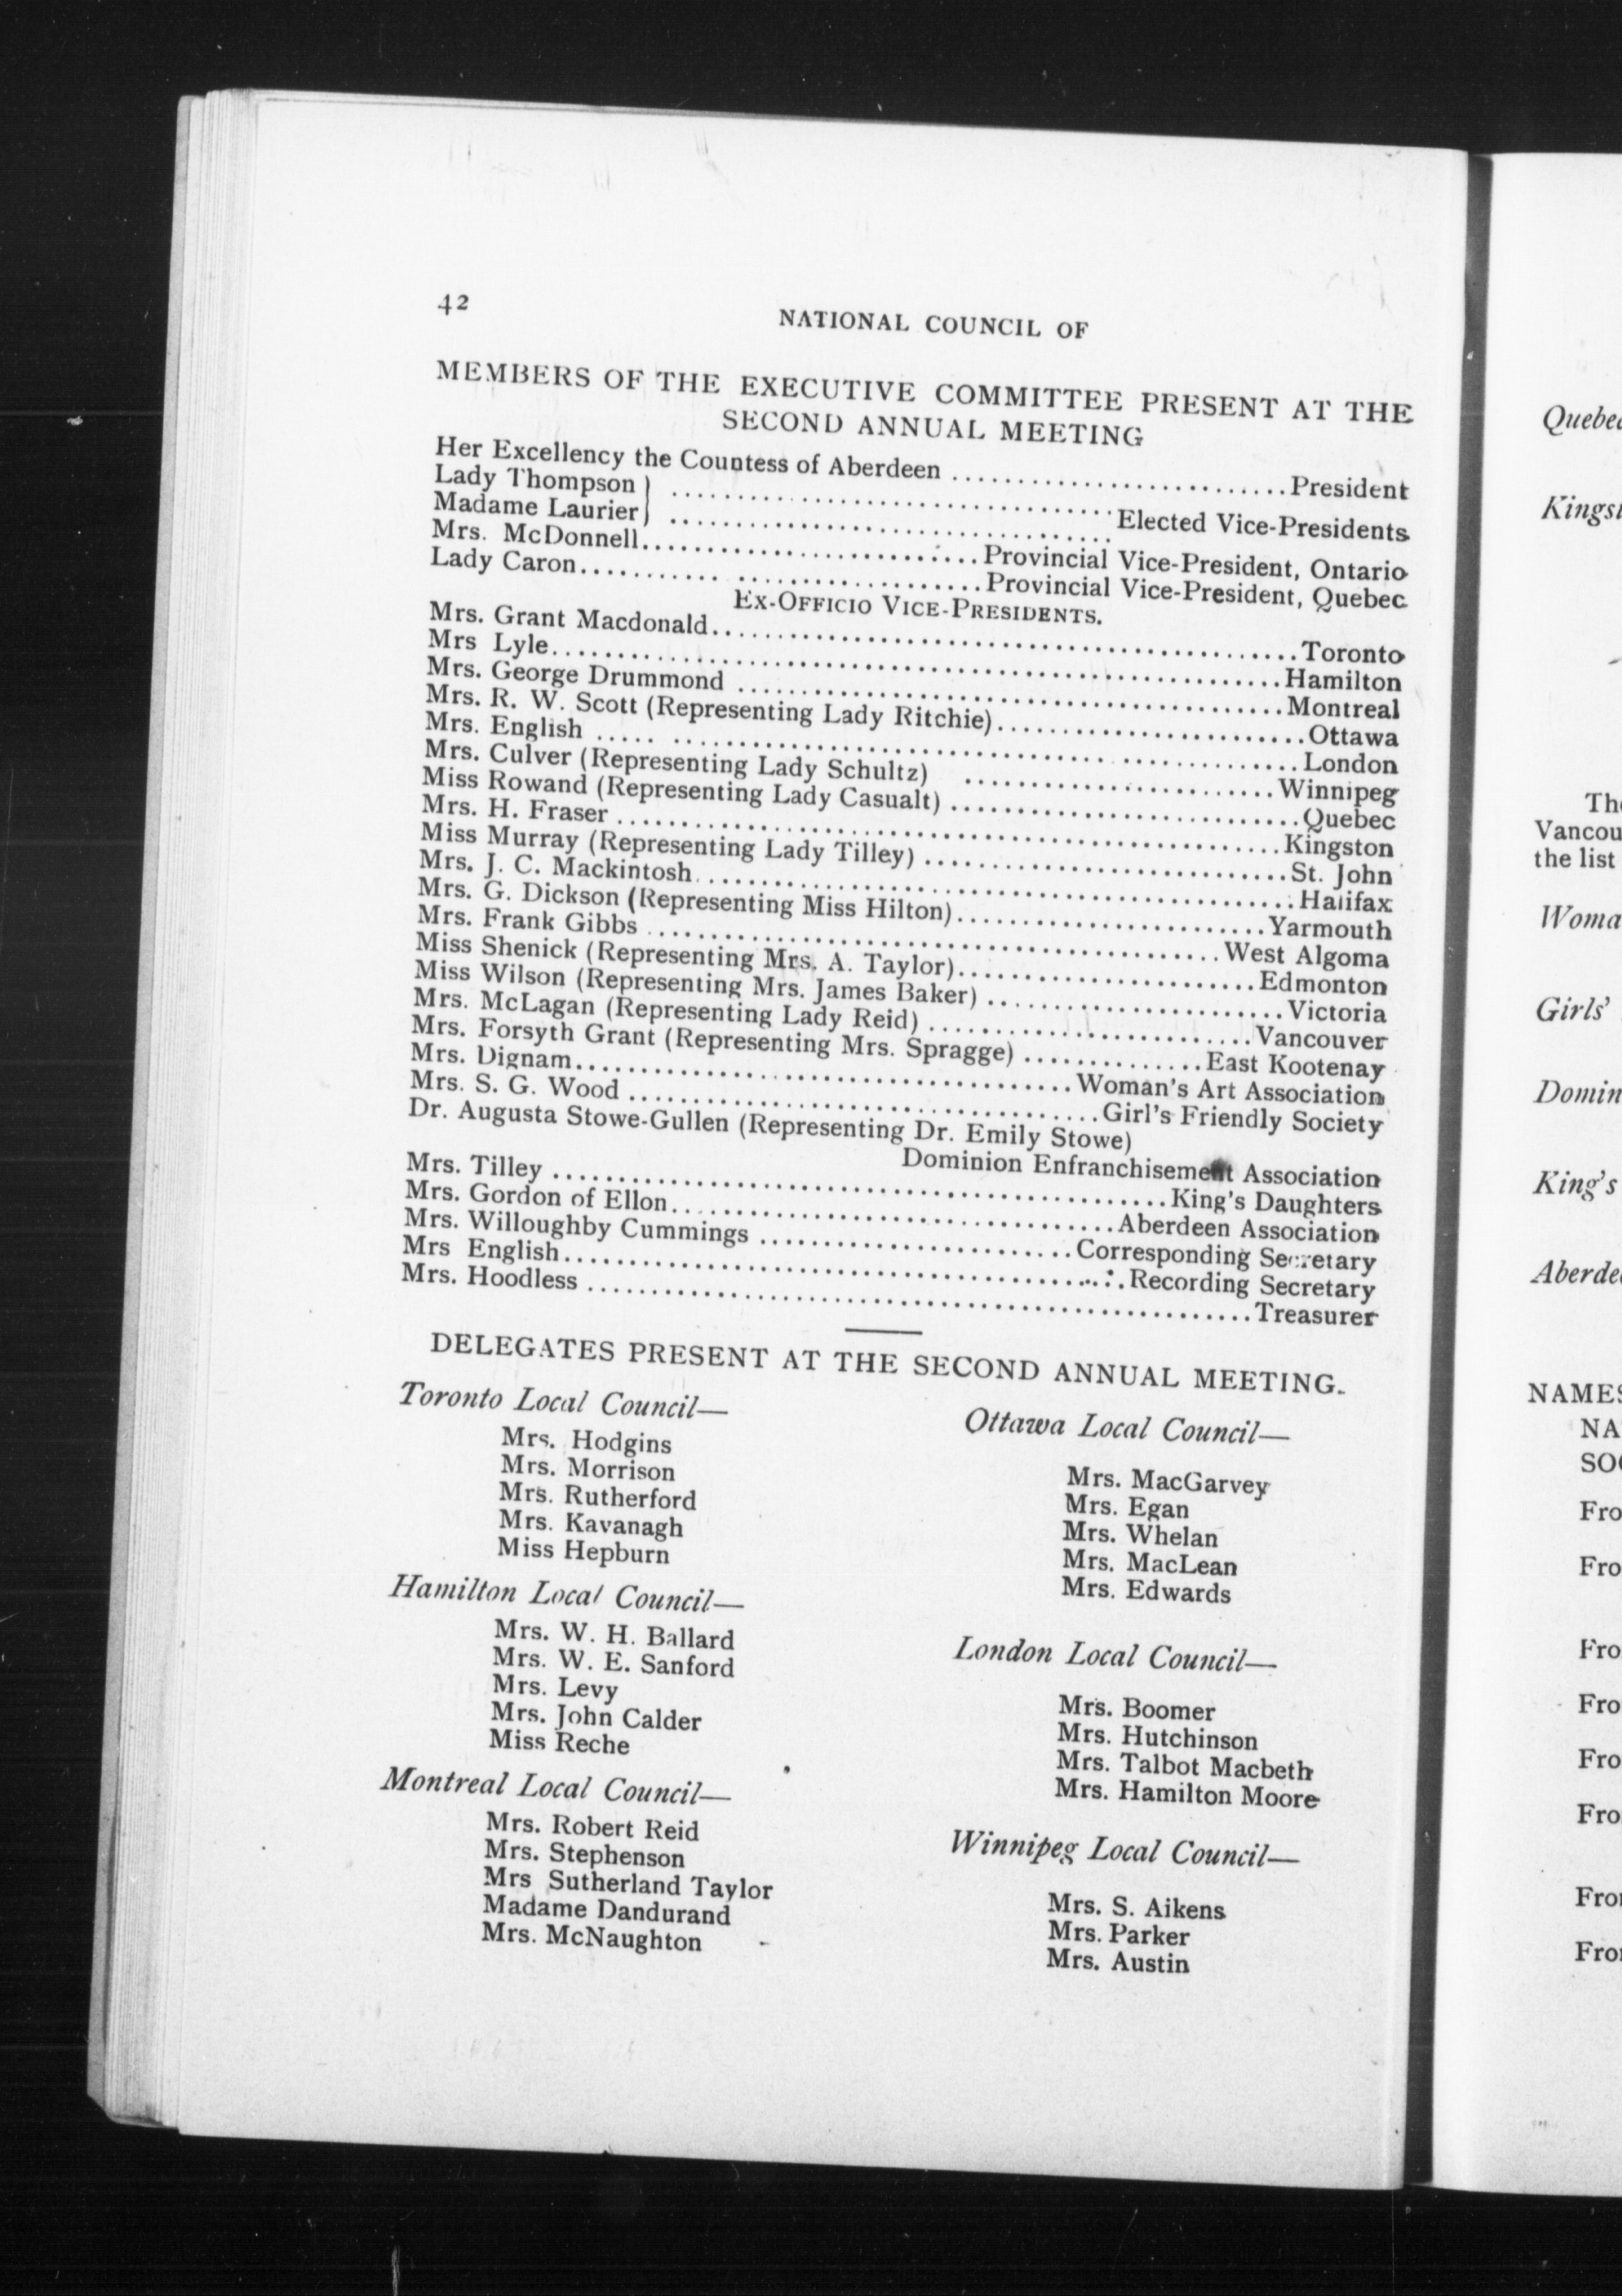 42
NATIONAL COUNCIL OF
MEMBERS OF THE EXECUTIVE COMMITTEE PRESENT AT THE
SECOND ANNUAL MEETING
Her Excellency the Countess of Aberdeen ........................... President
Lady Thompson }
Madame Laurier } .................................. Elected Vice-Presidents
Mrs. McDonnell.......................... Provincial Vice-President, Ontario
Lady Caron........... ................... Provincial Vice-President, Quebec
EX-OFFICIO VICE-PRESIDENTS.
Mrs. Grant Macdonald............................................. Toronto
Mrs Lyle......................................................... Hamilton
Mrs. George Drummond .......................................... Montreal
Mrs. R. W. Scott (Representing Lady Ritchie)........................ Ottawa
Mrs. English ..... ................................................ London
Mrs. Culver (Representing Lady Schultz) ........................ Winnipeg
Miss Rowand (Representing Lady Casualt) ........................... Quebec
Mrs. H. Fraser ................................................... Kingston
Miss Murray (Representing Lady Tilley) ............................ St. John
Mrs. J. C. Mackintosh............................................. Halifax
Mrs. G. Dickson (Representing Miss Hilton)........................ Yarmouth
Mrs. Frank Gibbs ............................................ West Algoma
Miss Shenick (Representing Mrs. A. Taylor)....................... Edmonton
Miss Wilson (Representing Mrs. James Baker) ....................... Victoria
Mrs. McLagan (Representing Lady Reid) ......................... Vancouver
Mrs. Forsyth Grant (Representing Mrs. Spragge) .............. East Kootenay
Mrs. Dignam...................................... Woman's Art Association
Mrs. S. G. Wood .................................... Girl's Friendly Society
Dr. Augusta Stowe-Gullen (Representing Dr. Emily Stowe)
Dominion Enfranchisement Association
Mrs. Tilley ............................................... King's Daughters
Mrs. Gordon of Ellon.................................. Aberdeen Association
Mrs. Willoughby Cummings ........................ Corresponding Secretary
Mrs English........................................... Recording Secretary
Mrs. Hoodless ................................................... Treasurer
DELEGATES PRESENT AT THE SECOND ANNUAL MEETING.
Toronto Local Council—
Mrs. Hodgins
Mrs. Morrison
Mrs. Rutherford
Mrs. Kavanagh
Miss Hepburn
Hamilton Local Council—
Mrs. W. H. Ballard
Mrs. W. E. Sanford
Mrs. Levy
Mrs. John Calder
Miss Reche
Montreal Local Council—
Mrs. Robert Reid
Mrs. Stephenson
Mrs Sutherland Taylor
Madame Dandurand
Mrs. McNaughton
Ottawa Local Council—
Mrs. MacGarvey
Mrs. Egan
Mrs. Whelan
Mrs. MacLean
Mrs. Edwards
London Local Council—
Mrs. Boomer
Mrs. Hutchinson
Mrs. Talbot Macbeth
Mrs. Hamilton Moore
Winnipeg Local Council—
Mrs. S. Aikens
Mrs. Parker
Mrs. Austin
the list
Girls'
King's
NA